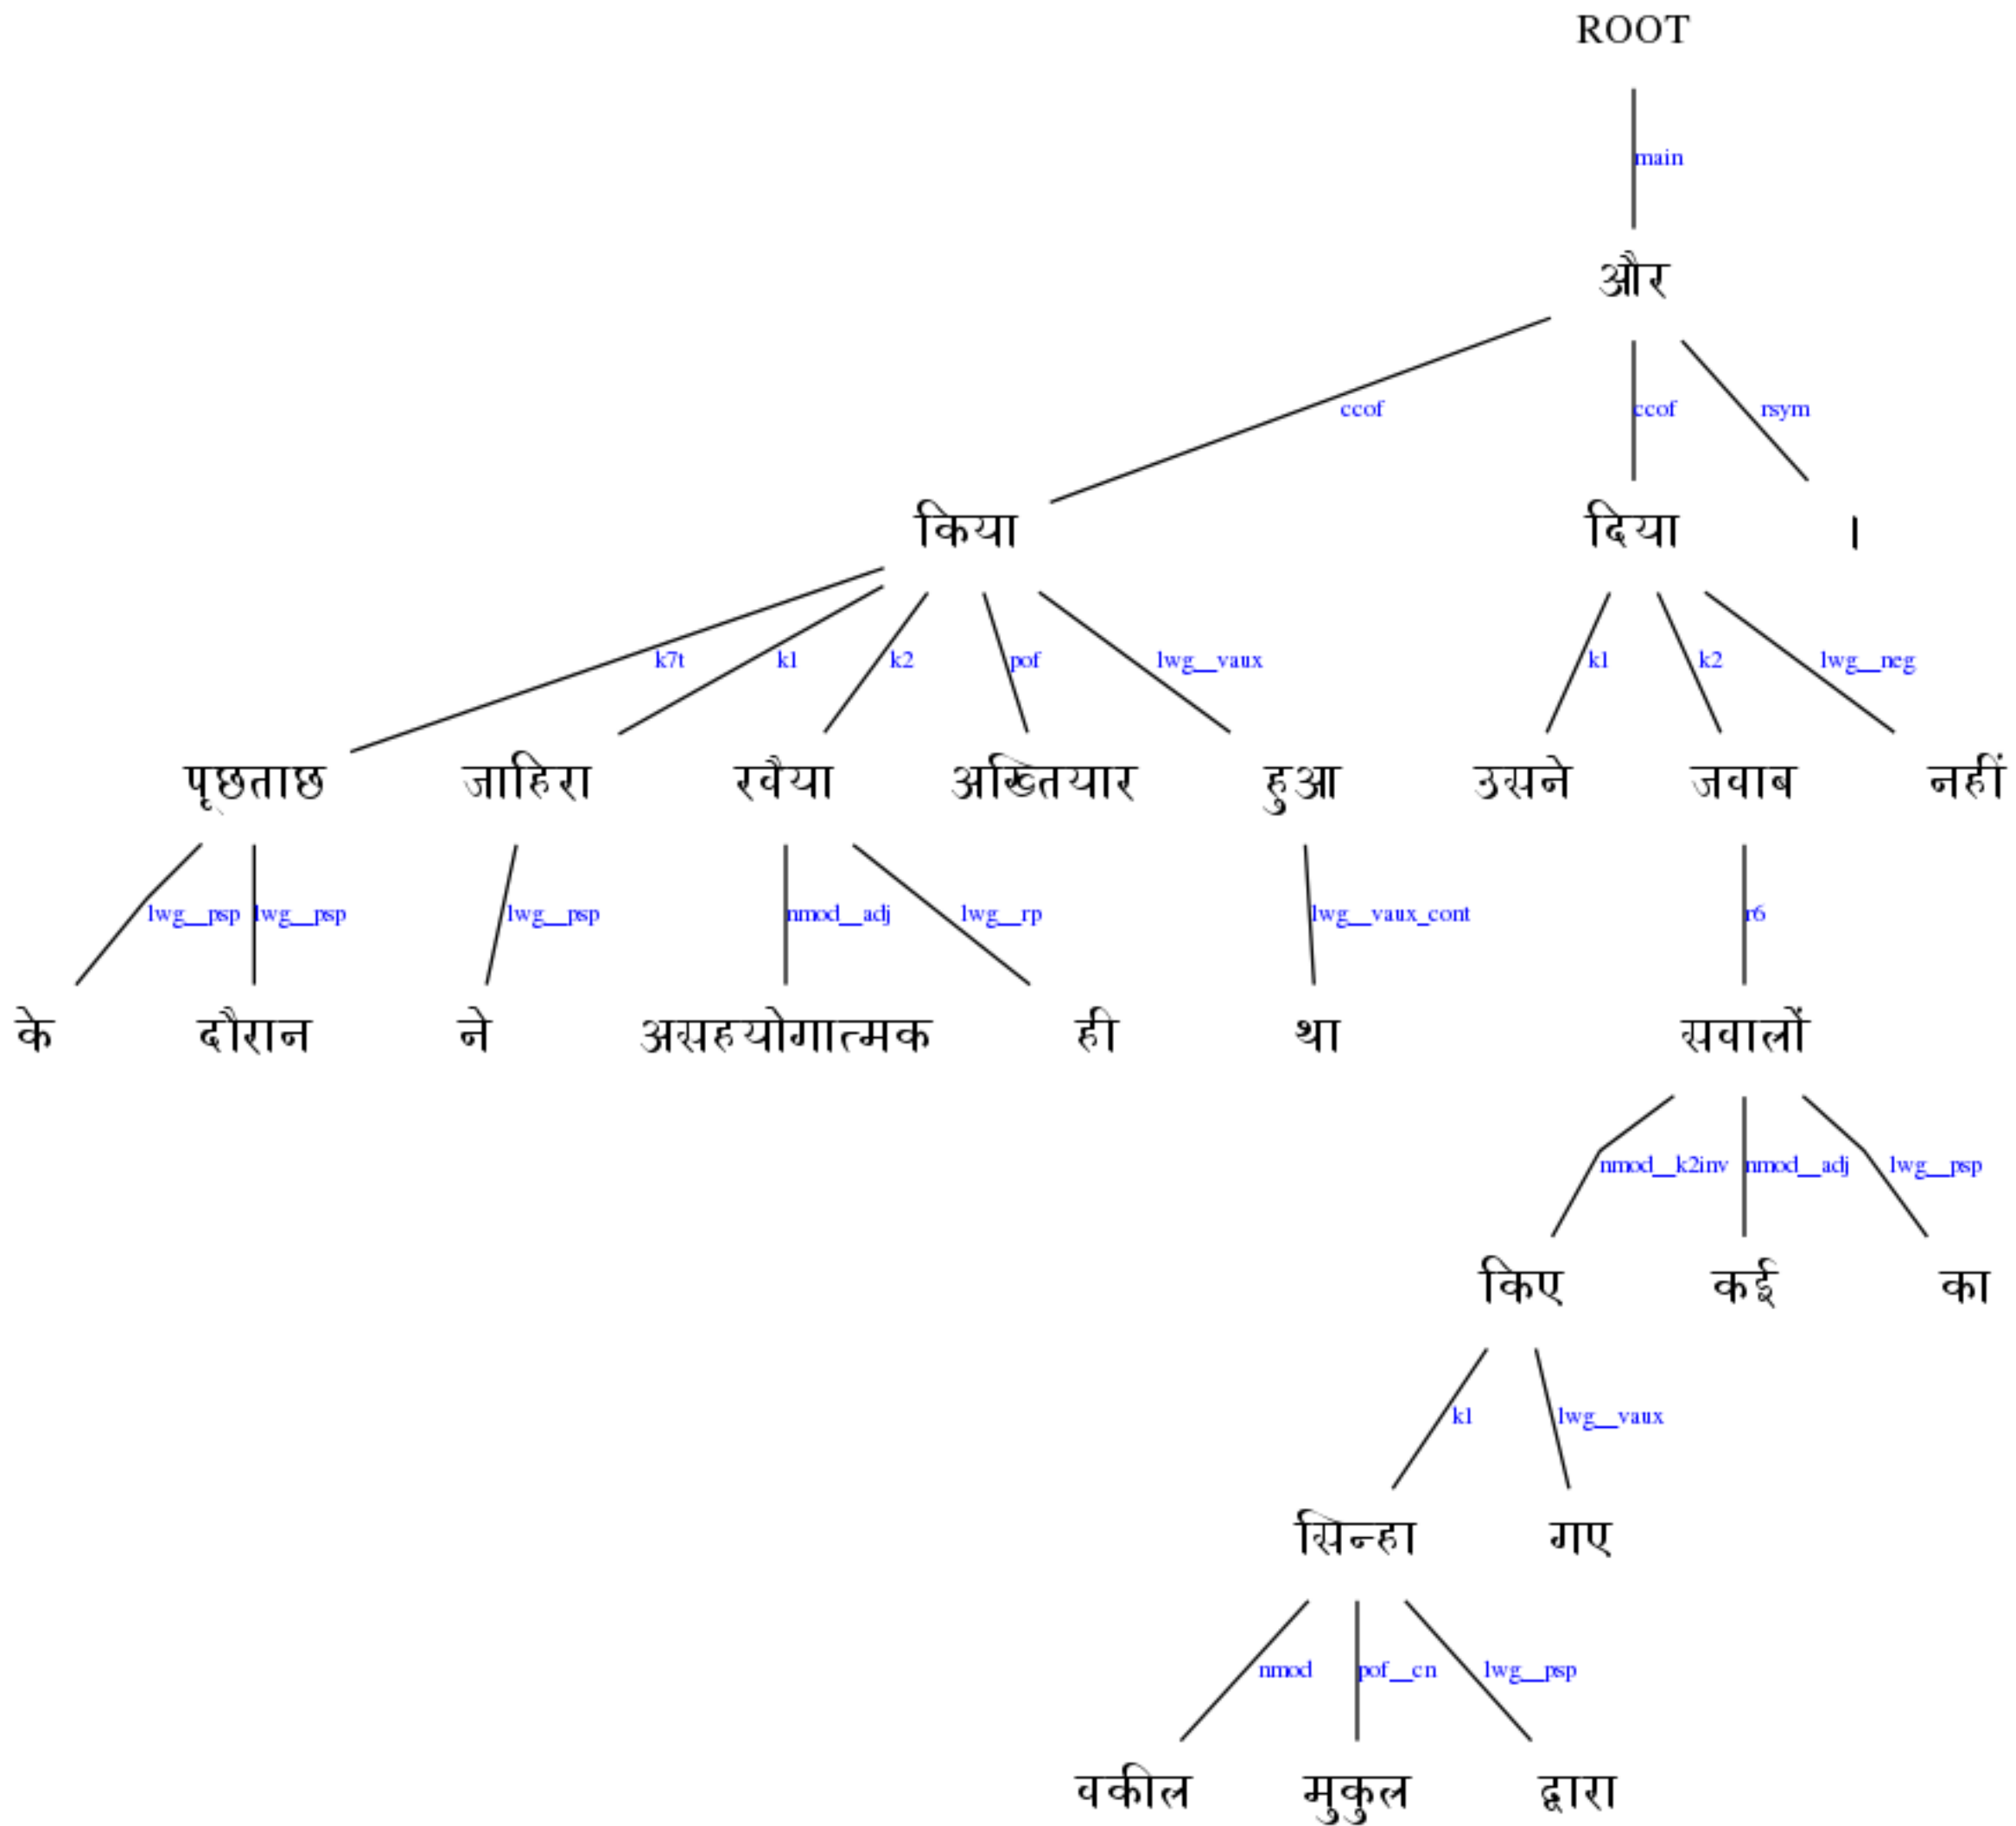 ROOT
main
और
ccof ccof rsym
किया दिया ।
k7t k1 k2 pof lwg__vaux k1 k2 lwg__neg
पूछताछ जाहिरा रवैया अख्तियार हुआ उसने जवाब नहीं
lwg__psp lwg__psp lwg__psp nmod__adj lwg__rp lwg__vaux_cont r6
के दौरान ने असहयोगात्मक ही था सवालों
nmod__k2inv nmod__adj lwg__psp
किए कई का
k1 lwg__vaux
सिन्हा गए
nmod pof__cn lwg__psp
वकील मुकुल द्वारा